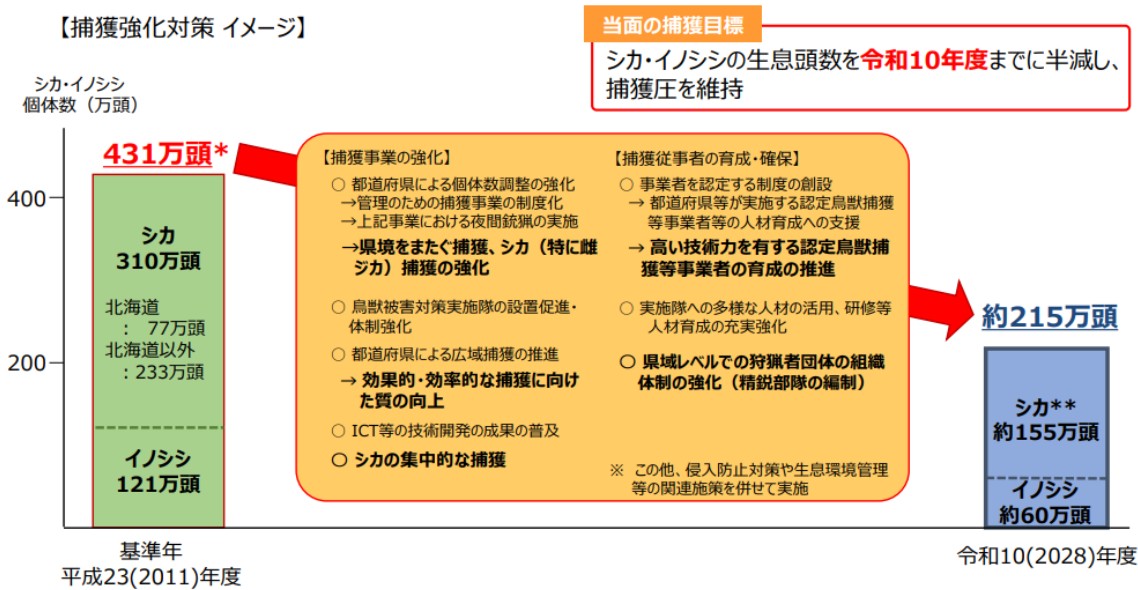 【捕獲強化対策 イメージ】
当面の捕獲目標
シカ・イノシシの生息頭数を令和10年度までに半減し、
捕獲圧を維持
シカ・イノシシ
個体数（万頭）
400
200
431万頭*
シカ
310万頭
北海道
： 77万頭
北海道以外
：233万頭
イノシシ
121万頭
基準年
平成23(2011)年度
【捕獲事業の強化】
○ 都道府県による個体数調整の強化
→管理のための捕獲事業の制度化
→上記事業における夜間銃猟の実施
→県境をまたぐ捕獲、シカ（特に雌
ジカ）捕獲の強化
○ 鳥獣被害対策実施隊の設置促進・
体制強化
○ 都道府県による広域捕獲の推進
→ 効果的・効率的な捕獲に向け
た質の向上
○ ICT等の技術開発の成果の普及
○ シカの集中的な捕獲
【捕獲従事者の育成・確保】
○ 事業者を認定する制度の創設
→ 都道府県等が実施する認定鳥獣捕獲
等事業者等の人材育成への支援
→ 高い技術力を有する認定鳥獣捕
獲等事業者の育成の推進
○ 実施隊への多様な人材の活用、研修等
人材育成の充実強化
○ 県域レベルでの狩猟者団体の組織
体制の強化（精鋭部隊の編制）
※ この他、侵入防止対策や生息環境管理
等の関連施策を併せて実施
約215万頭
シカ**
約155万頭
イノシシ
約60万頭
令和10(2028)年度